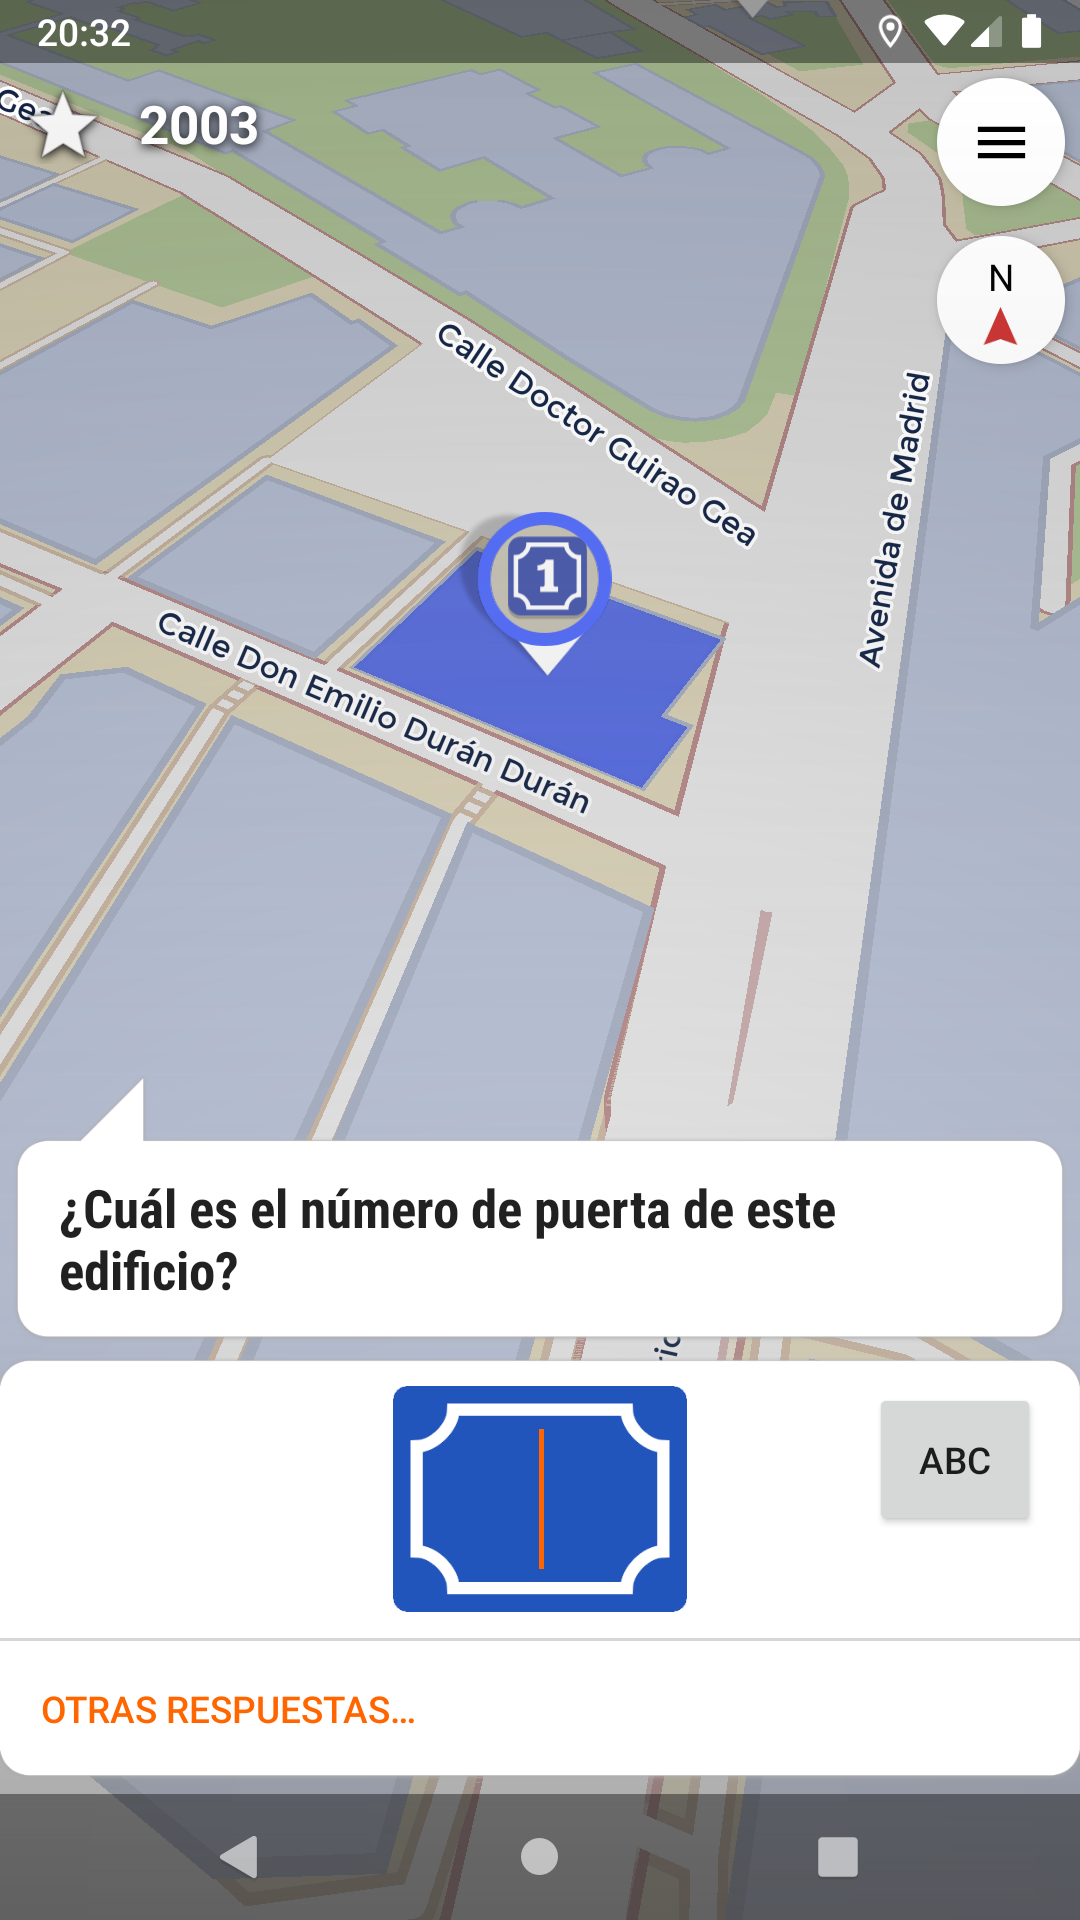 20:32
Gea
2003
N
Calle Doctor Guirao Gea
Avenida de Madrid
1
Calle Don Emilio Durán Durán
¿Cuál es el número de puerta de este
edificio?
ABC
OTRAS RESPUESTAS...